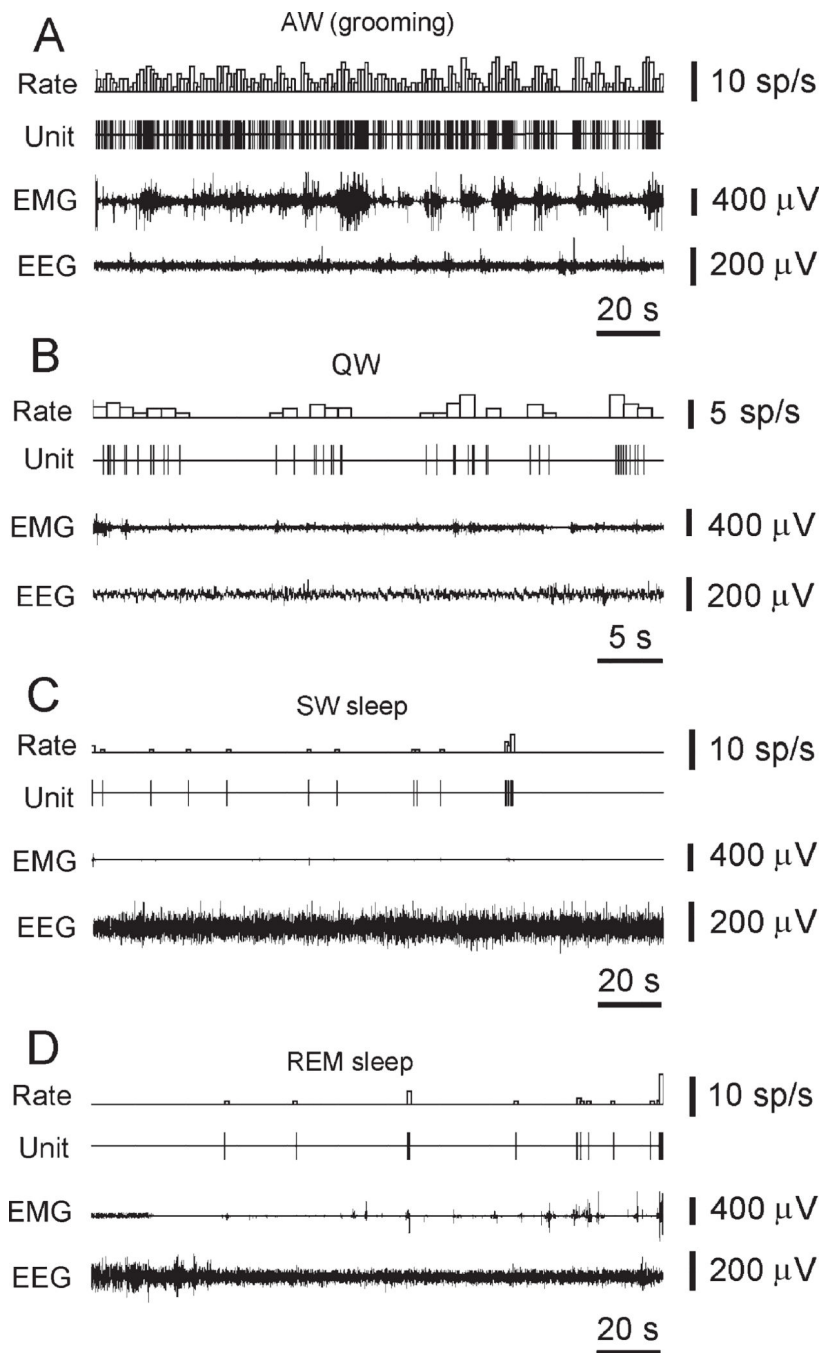 A
AW (grooming)
Rate
10 sp/s
Unit
EMG
400 μV
EEG
200 μV
20 s
B
QW
Rate
5 sp/s
Unit
EMG
400 μV
EEG
200 μV
5 s
C
SW sleep
Rate
10 sp/s
Unit
EMG
400 μV
EEG
200 μV
20 s
D
REM sleep
Rate
10 sp/s
Unit
EMG
400 μV
EEG
200 μV
20 s